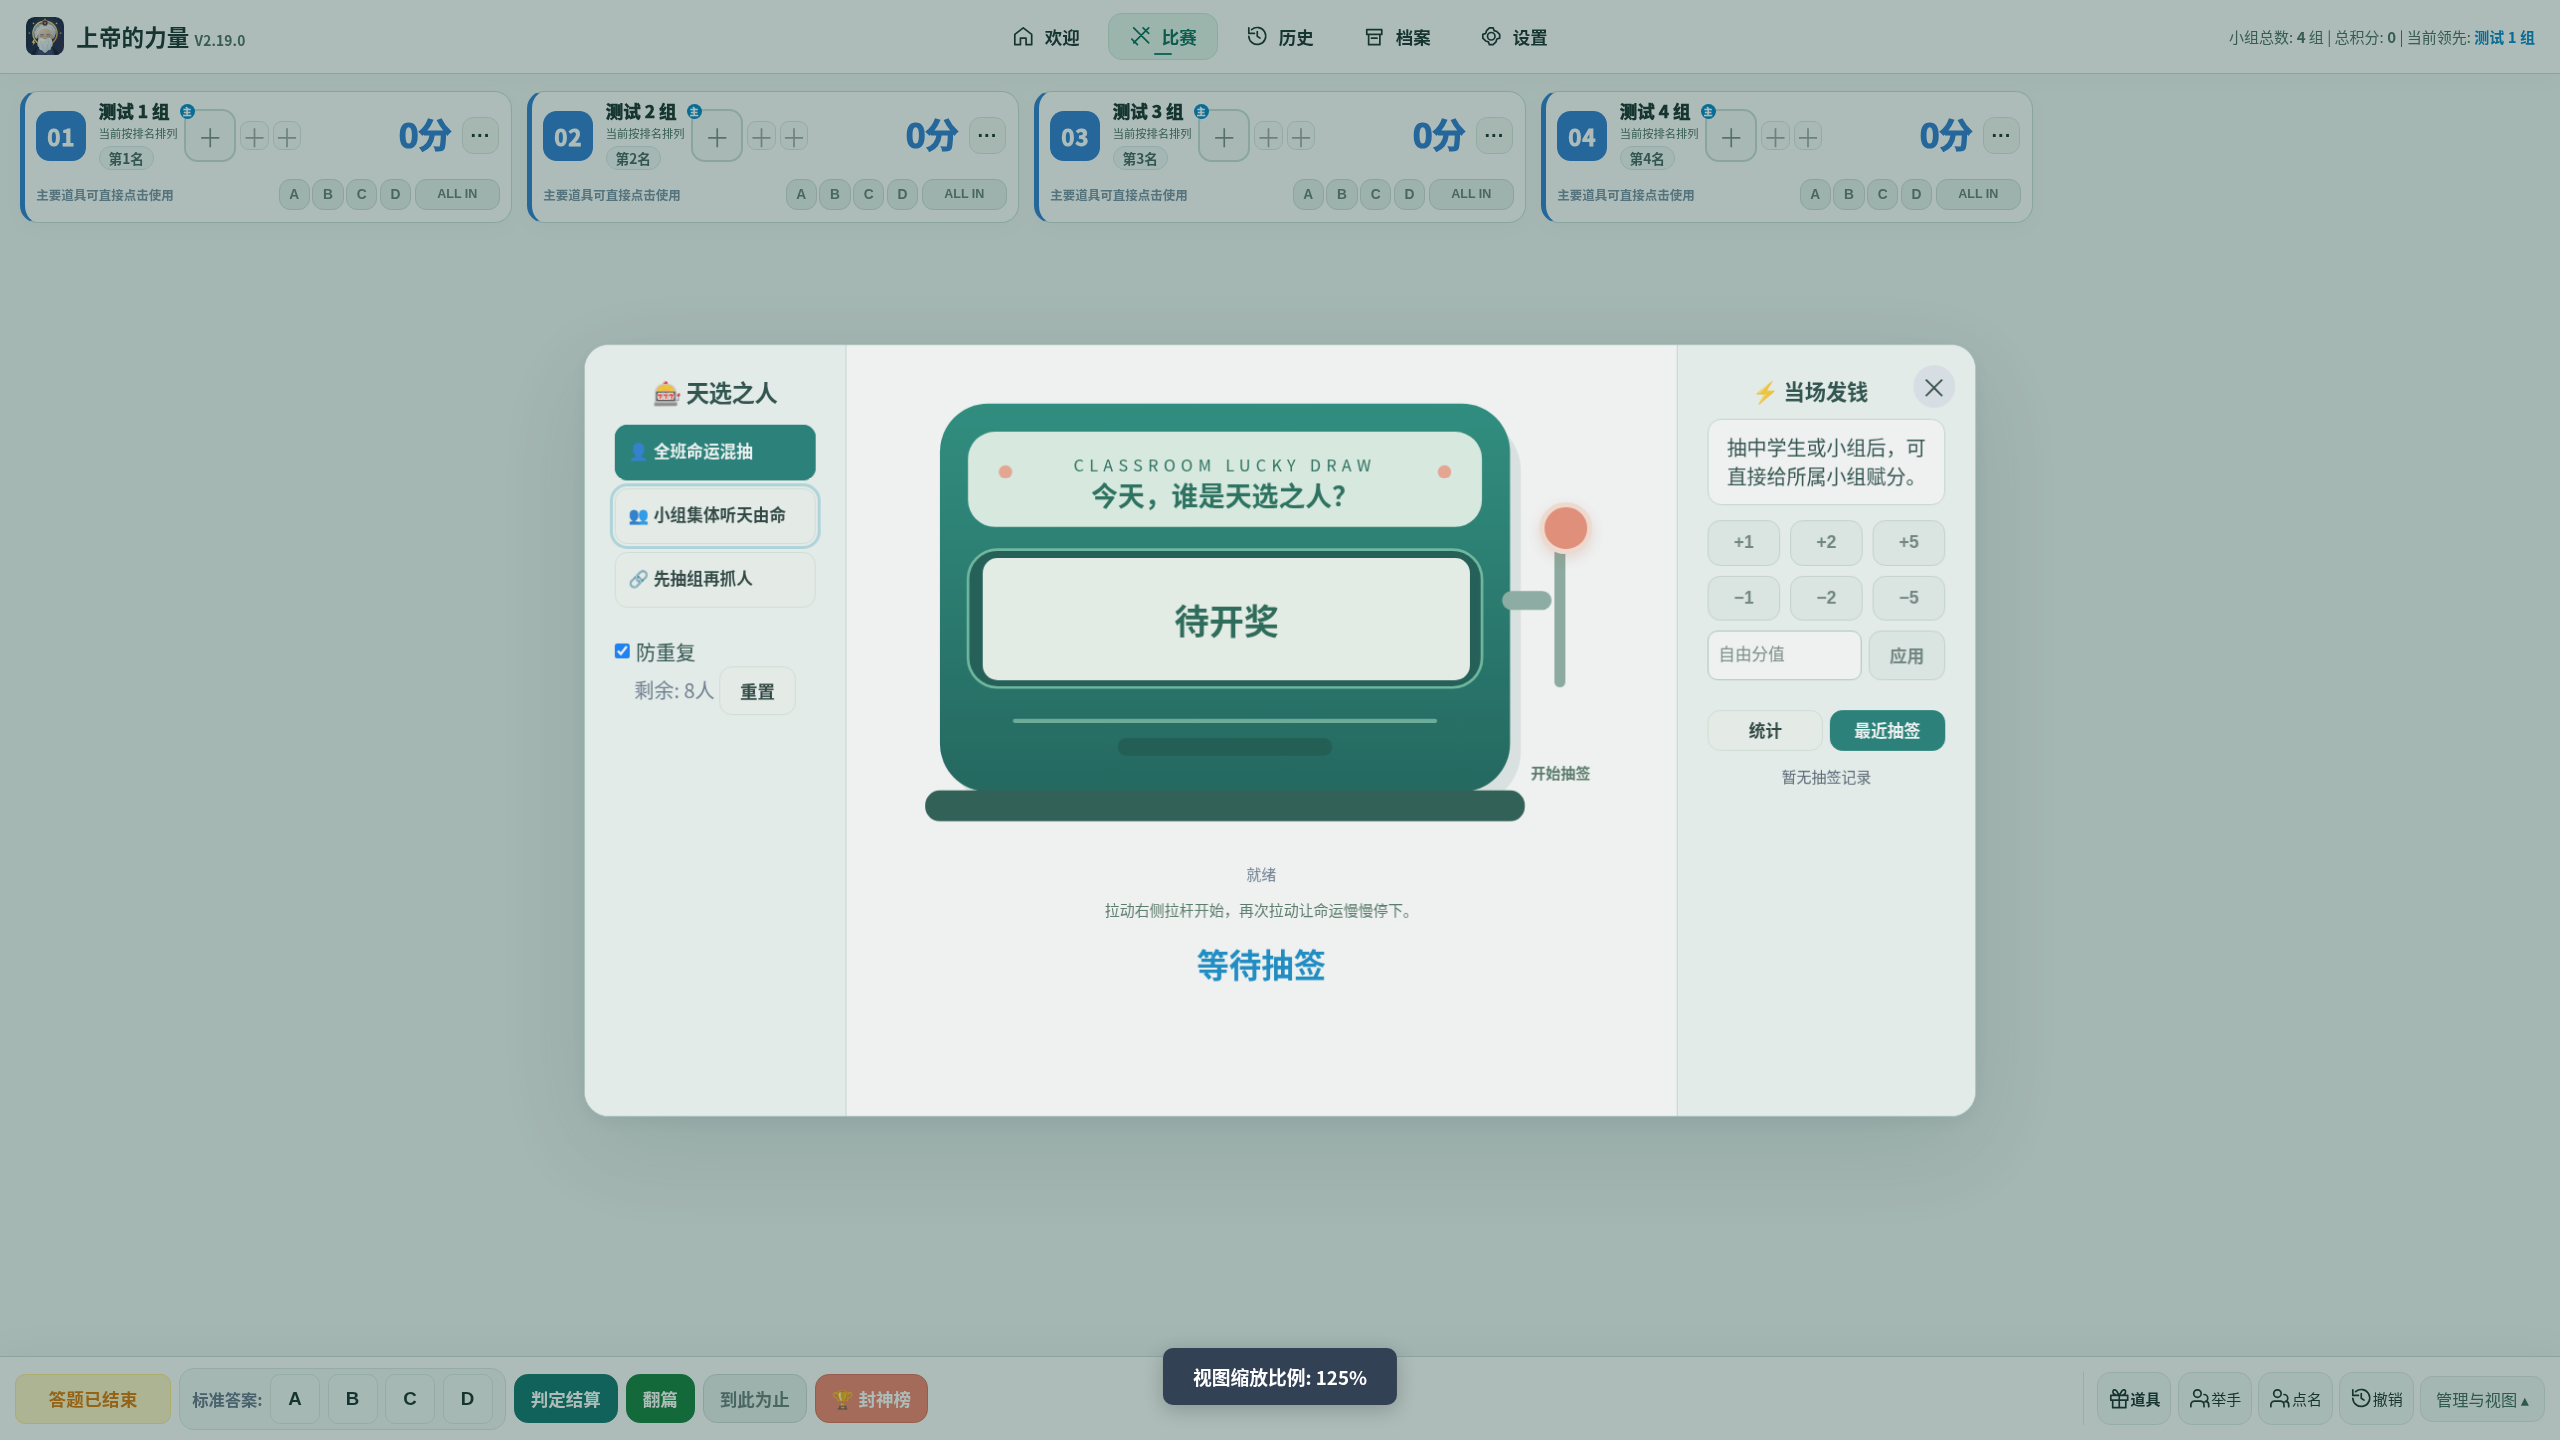 上帝的力量 V2.19.0
欢迎
比赛
历史
档案
设置
小组总数: 4 组 | 总积分: 0 | 当前领先: 测试 1 组
01
测试 1 组
主
当前按排名排列
第1名
0分
...
主要道具可直接点击使用
A B C D ALL IN
02
测试 2 组
主
当前按排名排列
第2名
0分
...
主要道具可直接点击使用
A B C D ALL IN
03
测试 3 组
主
当前按排名排列
第3名
0分
...
主要道具可直接点击使用
A B C D ALL IN
04
测试 4 组
主
当前按排名排列
第4名
0分
...
主要道具可直接点击使用
A B C D ALL IN
🎰 天选之人
👤 全班命运混抽
👥 小组集体听天由命
🔗 先抽组再抓人
防重复
剩余: 8人 重置
CLASSROOM LUCKY DRAW
今天，谁是天选之人？
待开奖
开始抽签
就绪
拉动右侧拉杆开始，再次拉动让命运慢慢停下。
等待抽签
⚡ 当场发钱
抽中学生或小组后，可
直接给所属小组赋分。
+1 +2 +5
−1 −2 −5
自由分值 应用
统计 最近抽签
暂无抽签记录
视图缩放比例: 125%
答题已结束
标准答案: A B C D
判定结算
翻篇
到此为止
🏆 封神榜
道具
举手
点名
撤销
管理与视图 ▴